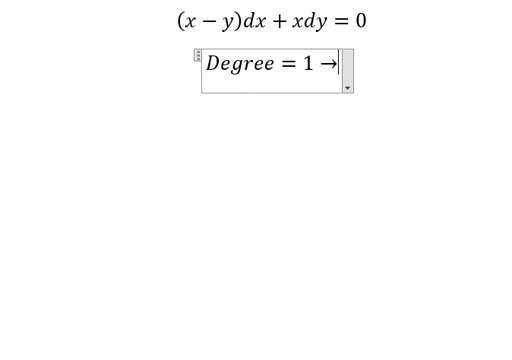 (x − y)dx + xdy = 0
Degree = 1 →